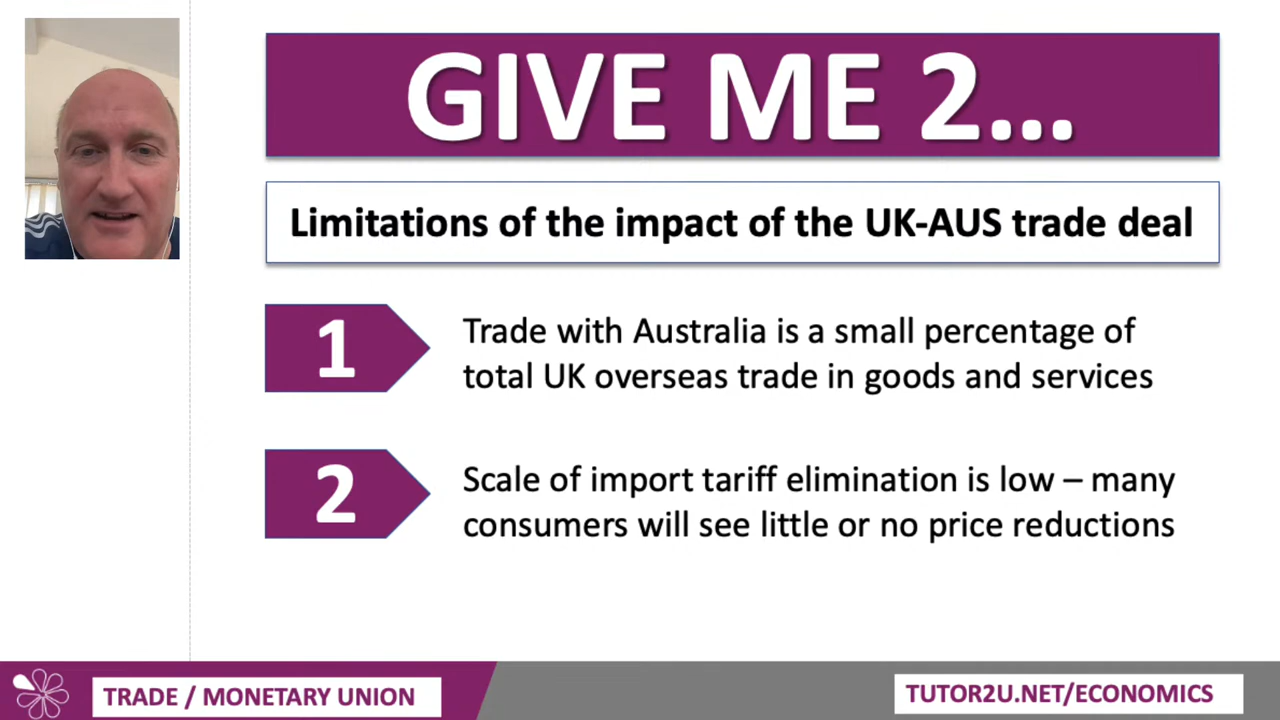 GIVE ME 2...
Limitations of the impact of the UK-AUS trade deal
1
Trade with Australia is a small percentage of
total UK overseas trade in goods and services
2
Scale of import tariff elimination is low – many
consumers will see little or no price reductions
TRADE / MONETARY UNION
TUTOR2U.NET/ECONOMICS